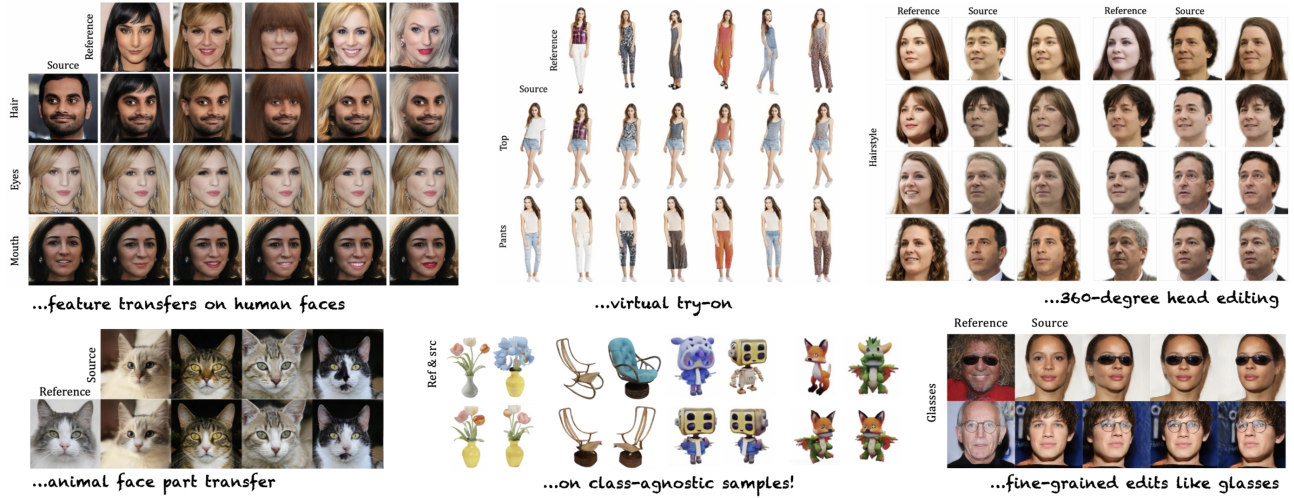 Reference
Source
Hair
Eyes
Mouth
...feature transfers on human faces
Reference
Source
Top
Pants
...virtual try-on
Reference Source Reference Source
Hairstyle
...360-degree head editing
Source
Reference
...animal face part transfer
Ref & src
...on class-agnostic samples!
Reference Source
Glasses
...fine-grained edits like glasses